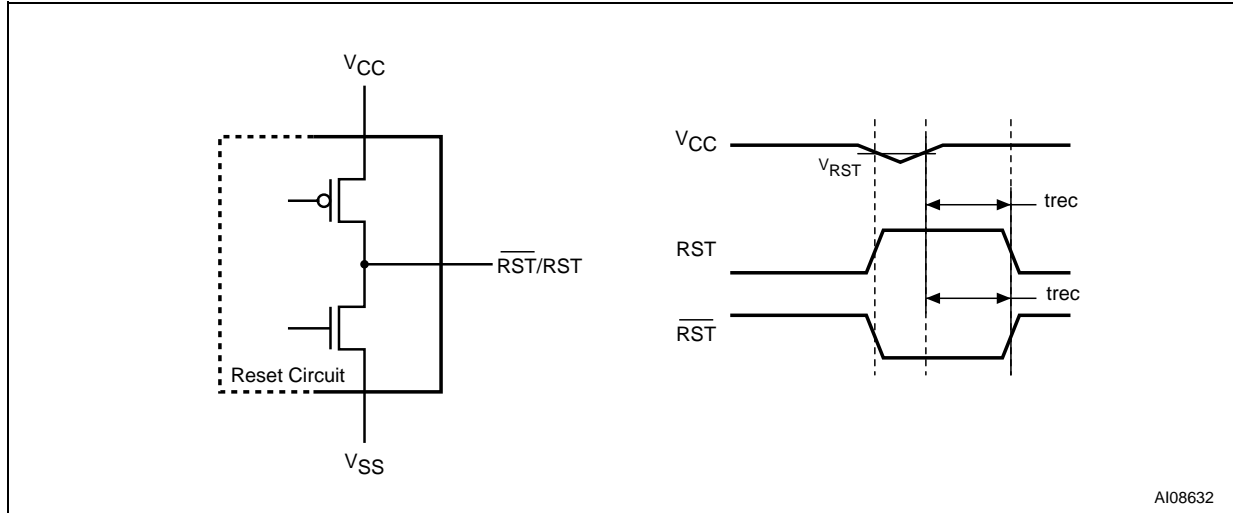 VCC
RST/RST
Reset Circuit
VSS
VCC
VRST
trec
RST
trec
RST
AI08632